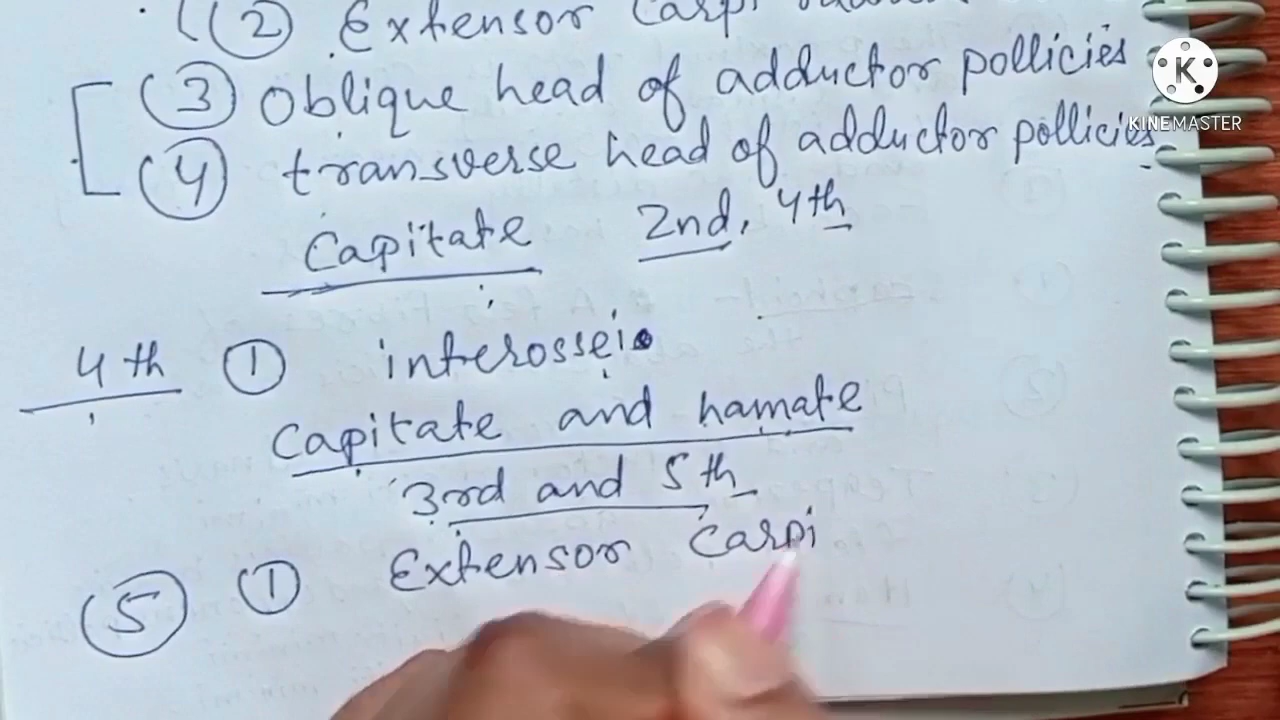 (2) Extensor Carpi
(3) Oblique head of adductor pollicies
(4) transverse head of adductor pollicies
Capitate 2nd, 4th
4th (1) interossei
Capitate and hamate
3rd and 5th
(5) (1) Extensor Carpi
K
KINEMASTER